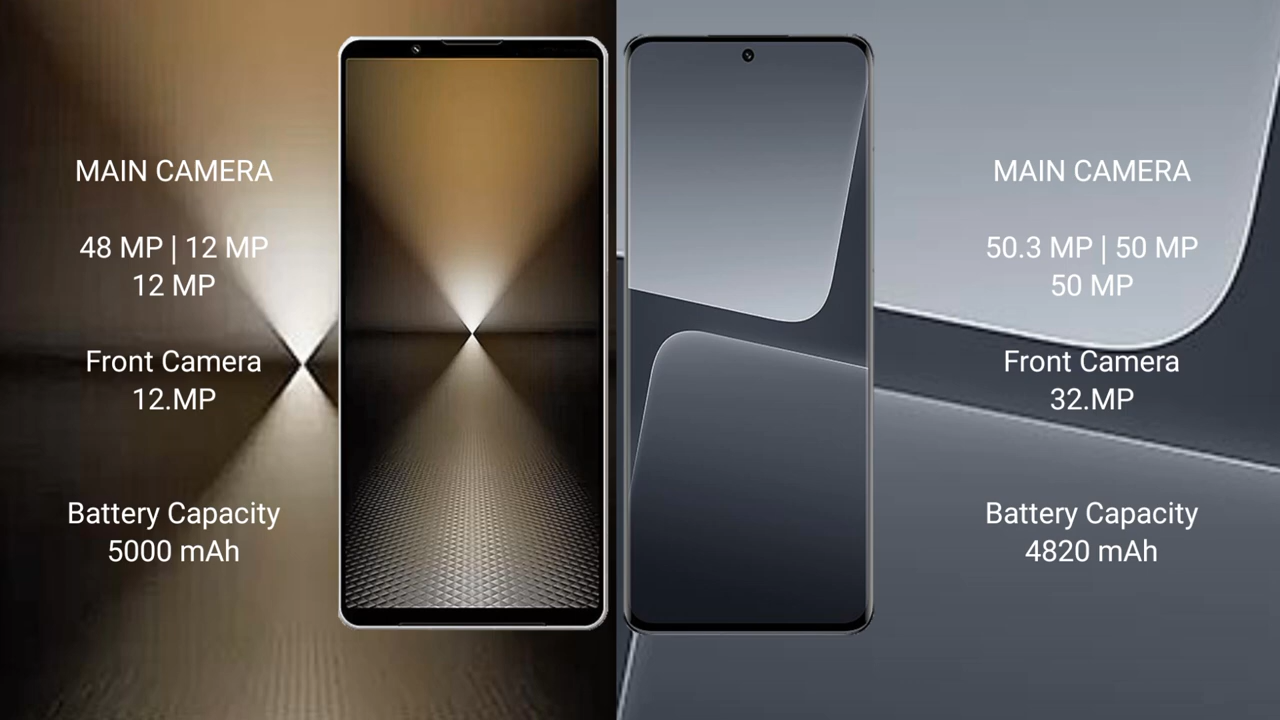 MAIN CAMERA
48 MP | 12 MP
12 MP
Front Camera
12.MP
Battery Capacity
5000 mAh
MAIN CAMERA
50.3 MP | 50 MP
50 MP
Front Camera
32.MP
Battery Capacity
4820 mAh